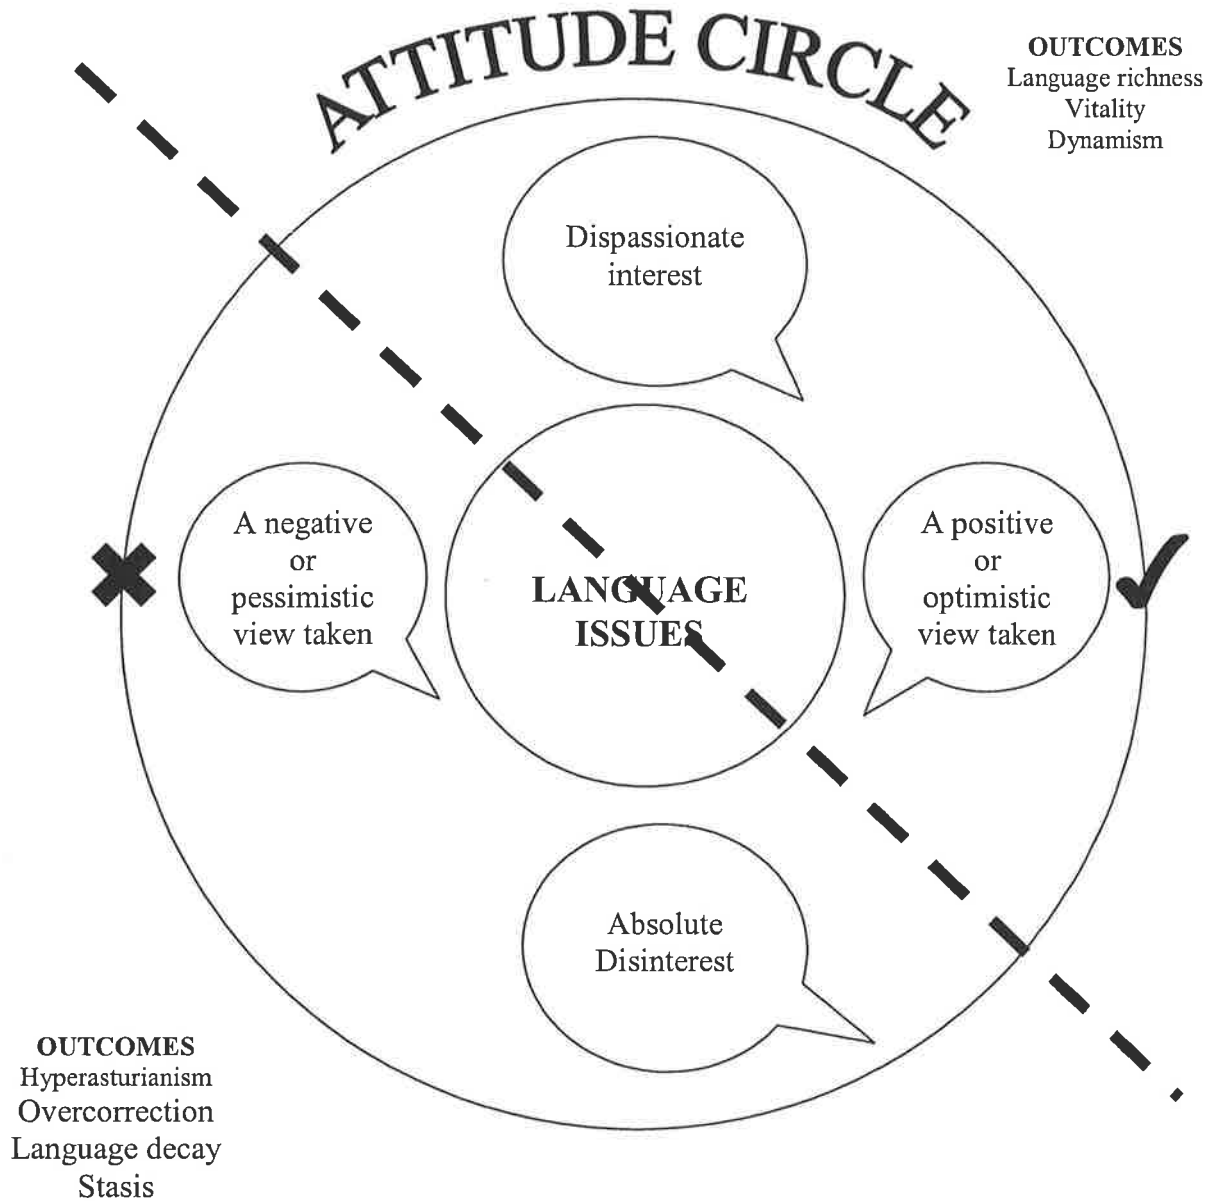 ATTITUDE CIRCLE
OUTCOMES
Language richness
Vitality
Dynamism
Dispassionate
interest
A negative
or
pessimistic
view taken
LANGUAGE
ISSUES
A positive
or
optimistic
view taken
Absolute
Disinterest
OUTCOMES
Hyperasturianism
Overcorrection
Language decay
Stasis